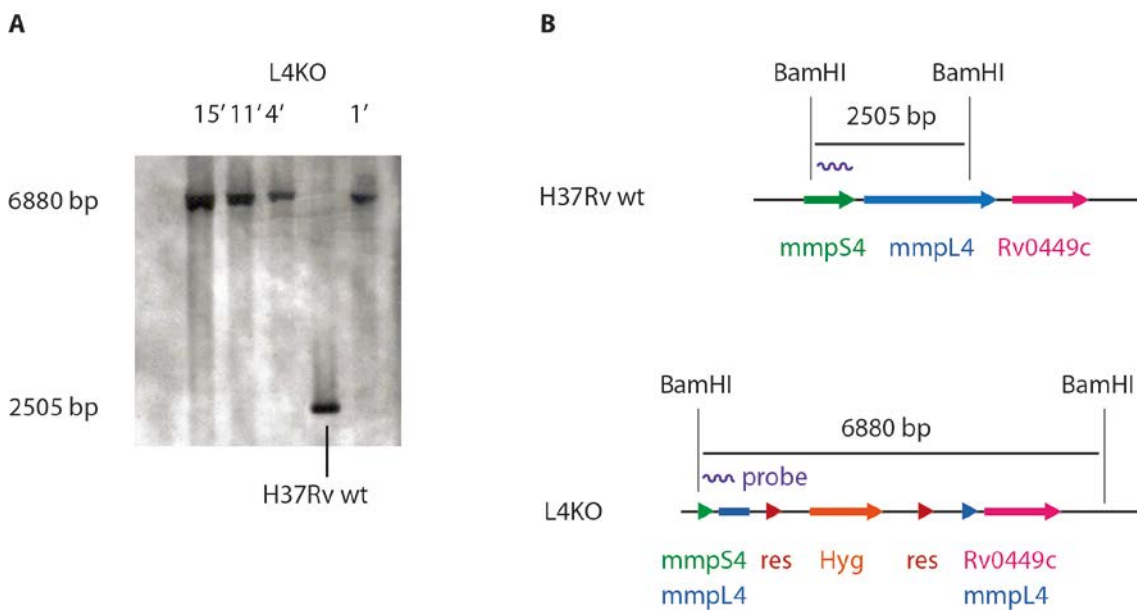 A
L4KO
15' 11' 4' 1'
6880 bp
2505 bp
H37Rv wt
B
BamHI BamHI
2505 bp
H37Rv wt
mmpS4 mmpL4 Rv0449c
BamHI BamHI
6880 bp
probe
L4KO
mmpS4 res Hyg res Rv0449c
mmpL4 mmpL4